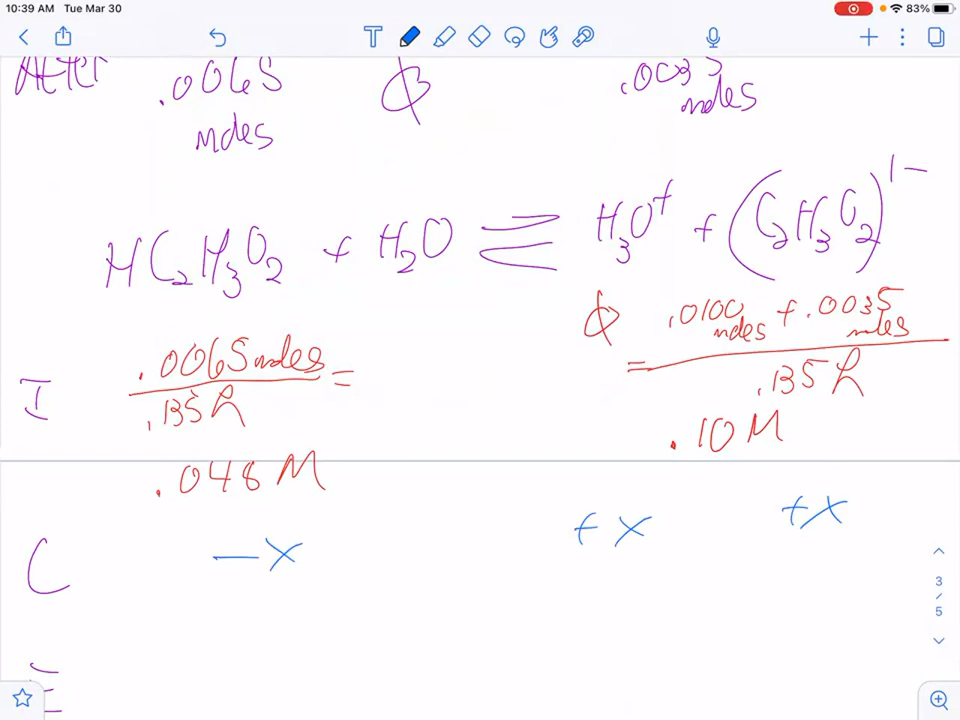 10:39 AM Tue Mar 30
83%
.0065 ϕ .0035
moles moles
HC₂H₃O₂ + H₂O ⇌ H₃O⁺ + (C₂H₃O₂)¹⁻
ϕ .0100 moles + .0035 moles
I .0065 moles = =
.135 L .135 L
.10 M
.048 M
C -x +x +x
E
3
/
5